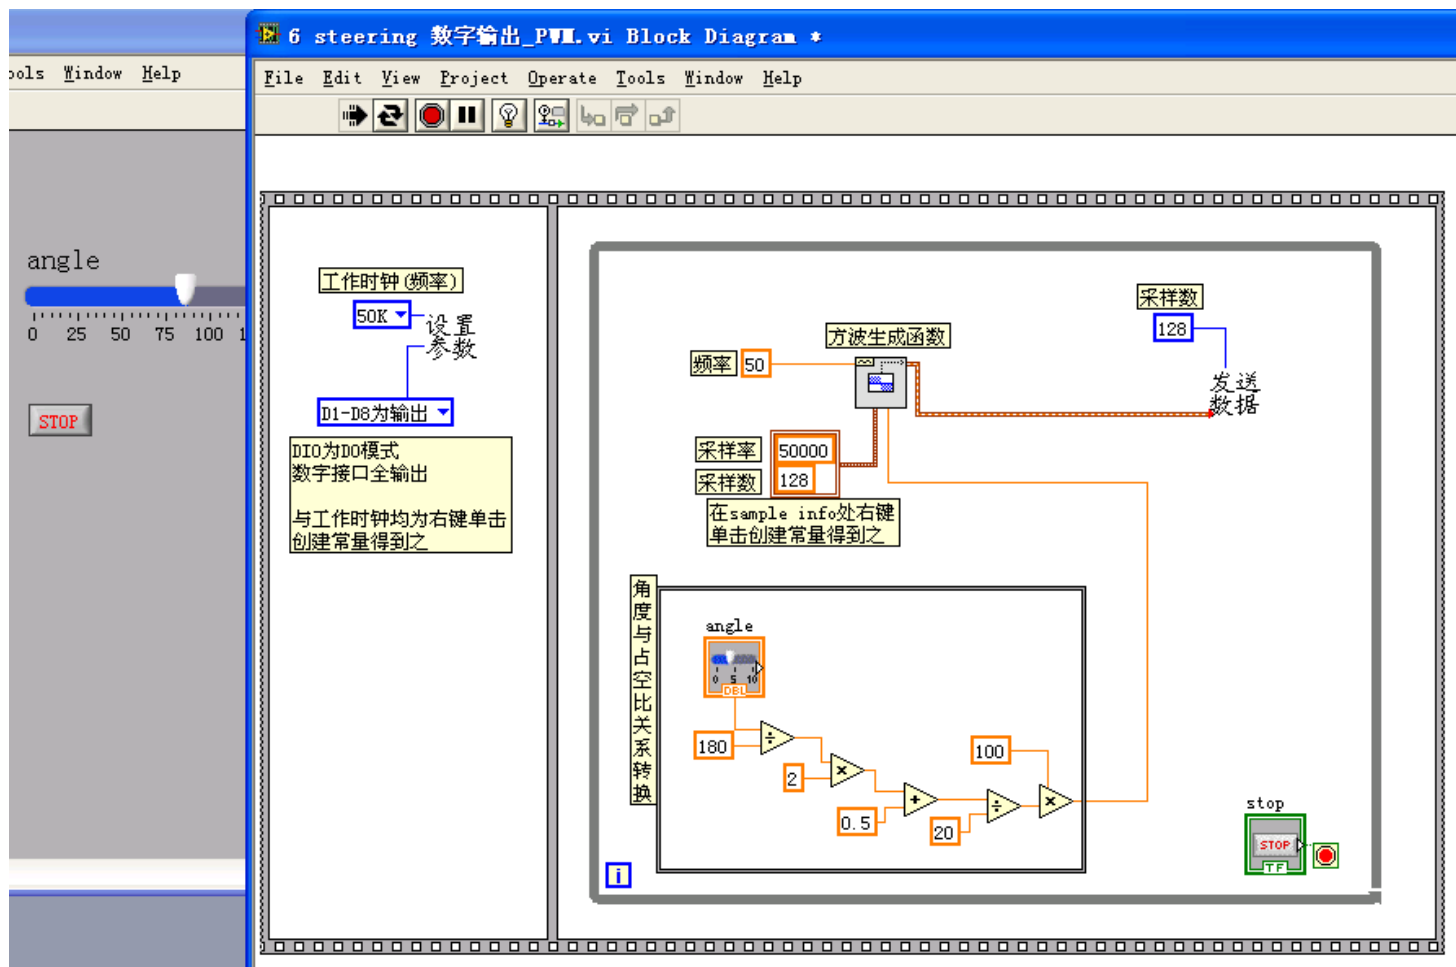 6 steering 数字输出_PWM.vi Block Diagram *
ools Window Help
File Edit View Project Operate Tools Window Help
angle
0 25 50 75 100 1
STOP
工作时钟(频率)
50K
设置
参数
D1-D8为输出
DIO为DO模式
数字接口全输出
与工作时钟均为右键单击
创建常量得到之
采样数
128
发送
数据
方波生成函数
频率 50
采样率 50000
采样数 128
在sample info处右键
单击创建常量得到之
角度与占空比关系转换
angle
0 5 10
DBL
180
2
0.5
20
100
i
stop
STOP
TF